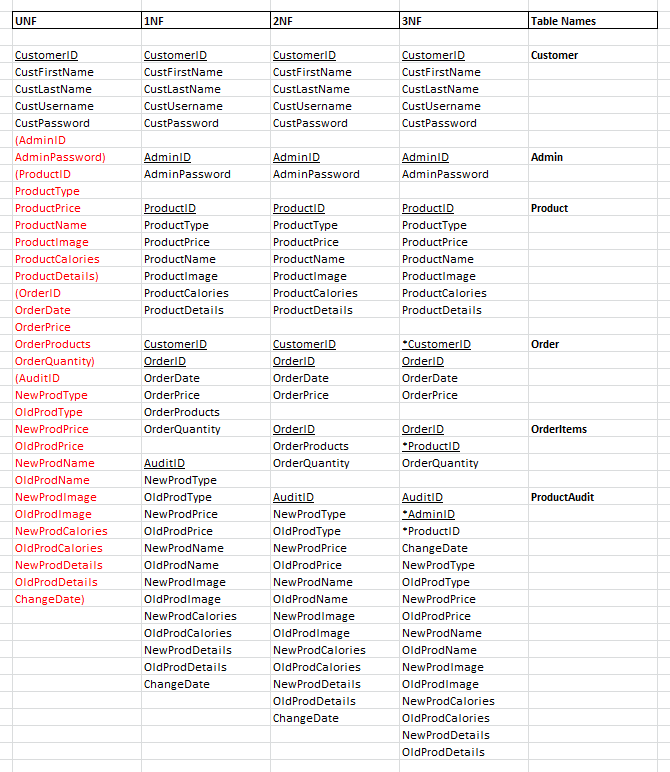 UNF 1NF 2NF 3NF Table Names
CustomerID CustomerID CustomerID CustomerID Customer
CustFirstName CustFirstName CustFirstName CustFirstName
CustLastName CustLastName CustLastName CustLastName
CustUsername CustUsername CustUsername CustUsername
CustPassword CustPassword CustPassword CustPassword
(AdminID
AdminPassword) AdminID AdminID AdminID Admin
(ProductID AdminPassword AdminPassword AdminPassword
ProductType
ProductPrice ProductID ProductID ProductID Product
ProductName ProductType ProductType ProductType
ProductImage ProductPrice ProductPrice ProductPrice
ProductCalories ProductName ProductName ProductName
ProductDetails) ProductImage ProductImage ProductImage
(OrderID ProductCalories ProductCalories ProductCalories
OrderDate ProductDetails ProductDetails ProductDetails
OrderPrice
OrderProducts CustomerID CustomerID *CustomerID Order
OrderQuantity) OrderID OrderID OrderID
(AuditID OrderDate OrderDate OrderDate
NewProdType OrderPrice OrderPrice OrderPrice
OldProdType OrderProducts
NewProdPrice OrderQuantity OrderID OrderID OrderItems
OldProdPrice OrderProducts *ProductID
NewProdName AuditID OrderQuantity OrderQuantity
OldProdName NewProdType
NewProdImage OldProdType AuditID AuditID ProductAudit
OldProdImage NewProdPrice NewProdType *AdminID
NewProdCalories OldProdPrice OldProdType *ProductID
OldProdCalories NewProdName NewProdPrice ChangeDate
NewProdDetails OldProdName OldProdPrice NewProdType
OldProdDetails NewProdImage NewProdName OldProdType
ChangeDate) OldProdImage OldProdName NewProdPrice
NewProdCalories NewProdImage OldProdPrice
OldProdCalories OldProdImage NewProdName
NewProdDetails NewProdCalories OldProdName
OldProdDetails OldProdCalories NewProdImage
ChangeDate NewProdDetails OldProdImage
OldProdDetails NewProdCalories
ChangeDate OldProdCalories
NewProdDetails
OldProdDetails